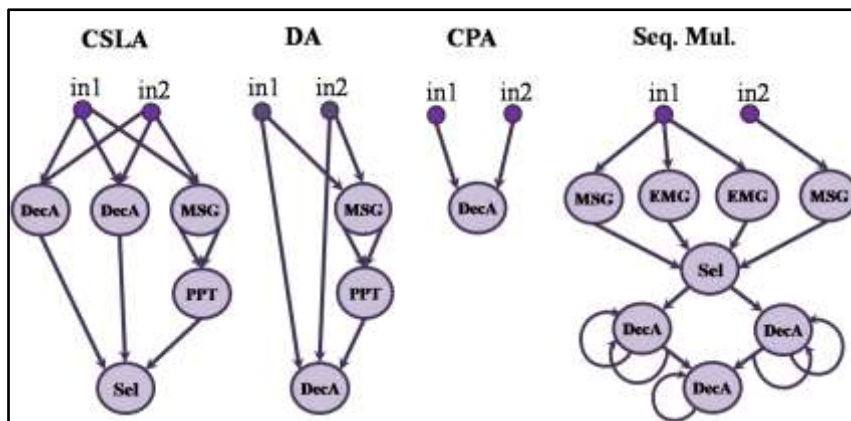 CSLA DA CPA Seq. Mul.
in1 in2 in1 in2 in1 in2 in1 in2
DecA DecA MSG MSG DecA MSG EMG EMG MSG
PPT PPT Sel
DecA DecA
Sel DecA DecA